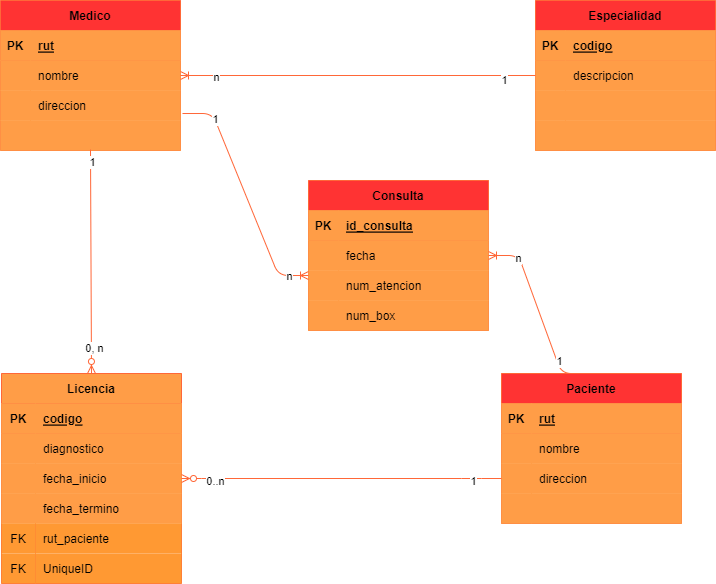 Medico
PK rut
nombre
direccion
Especialidad
PK codigo
descripcion
n
1
1
Consulta
PK id_consulta
fecha
num_atencion
num_box
1
n
n
1
0, n
Licencia
PK codigo
diagnostico
fecha_inicio
fecha_termino
FK rut_paciente
FK UniqueID
Paciente
PK rut
nombre
direccion
0..n
1